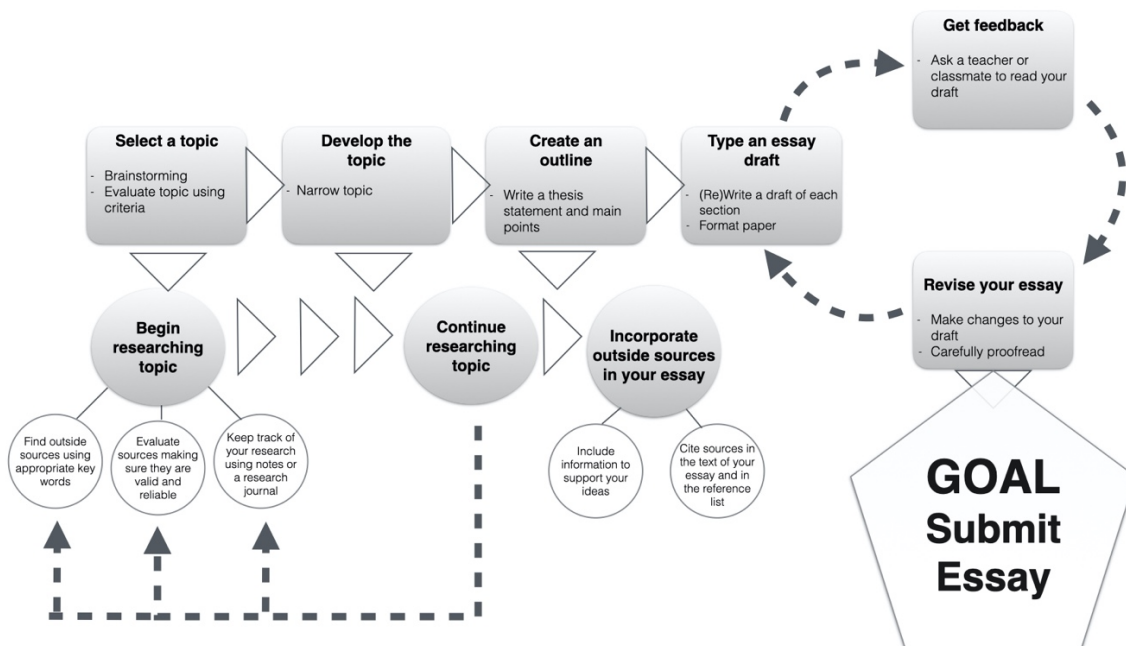 Select a topic
- Brainstorming
- Evaluate topic using
criteria
Develop the
topic
- Narrow topic
Create an
outline
- Write a thesis
statement and main
points
Type an essay
draft
- (Re)Write a draft of each
section
- Format paper
Get feedback
- Ask a teacher or
classmate to read your
draft
Revise your essay
- Make changes to your
draft
- Carefully proofread
Begin
researching
topic
Continue
researching
topic
Incorporate
outside sources
in your essay
Find outside
sources using
appropriate key
words
Evaluate
sources making
sure they are
valid and
reliable
Keep track of
your research
using notes or
a research
journal
Include
information to
support your
ideas
Cite sources in
the text of your
essay and in
the reference
list
GOAL
Submit
Essay